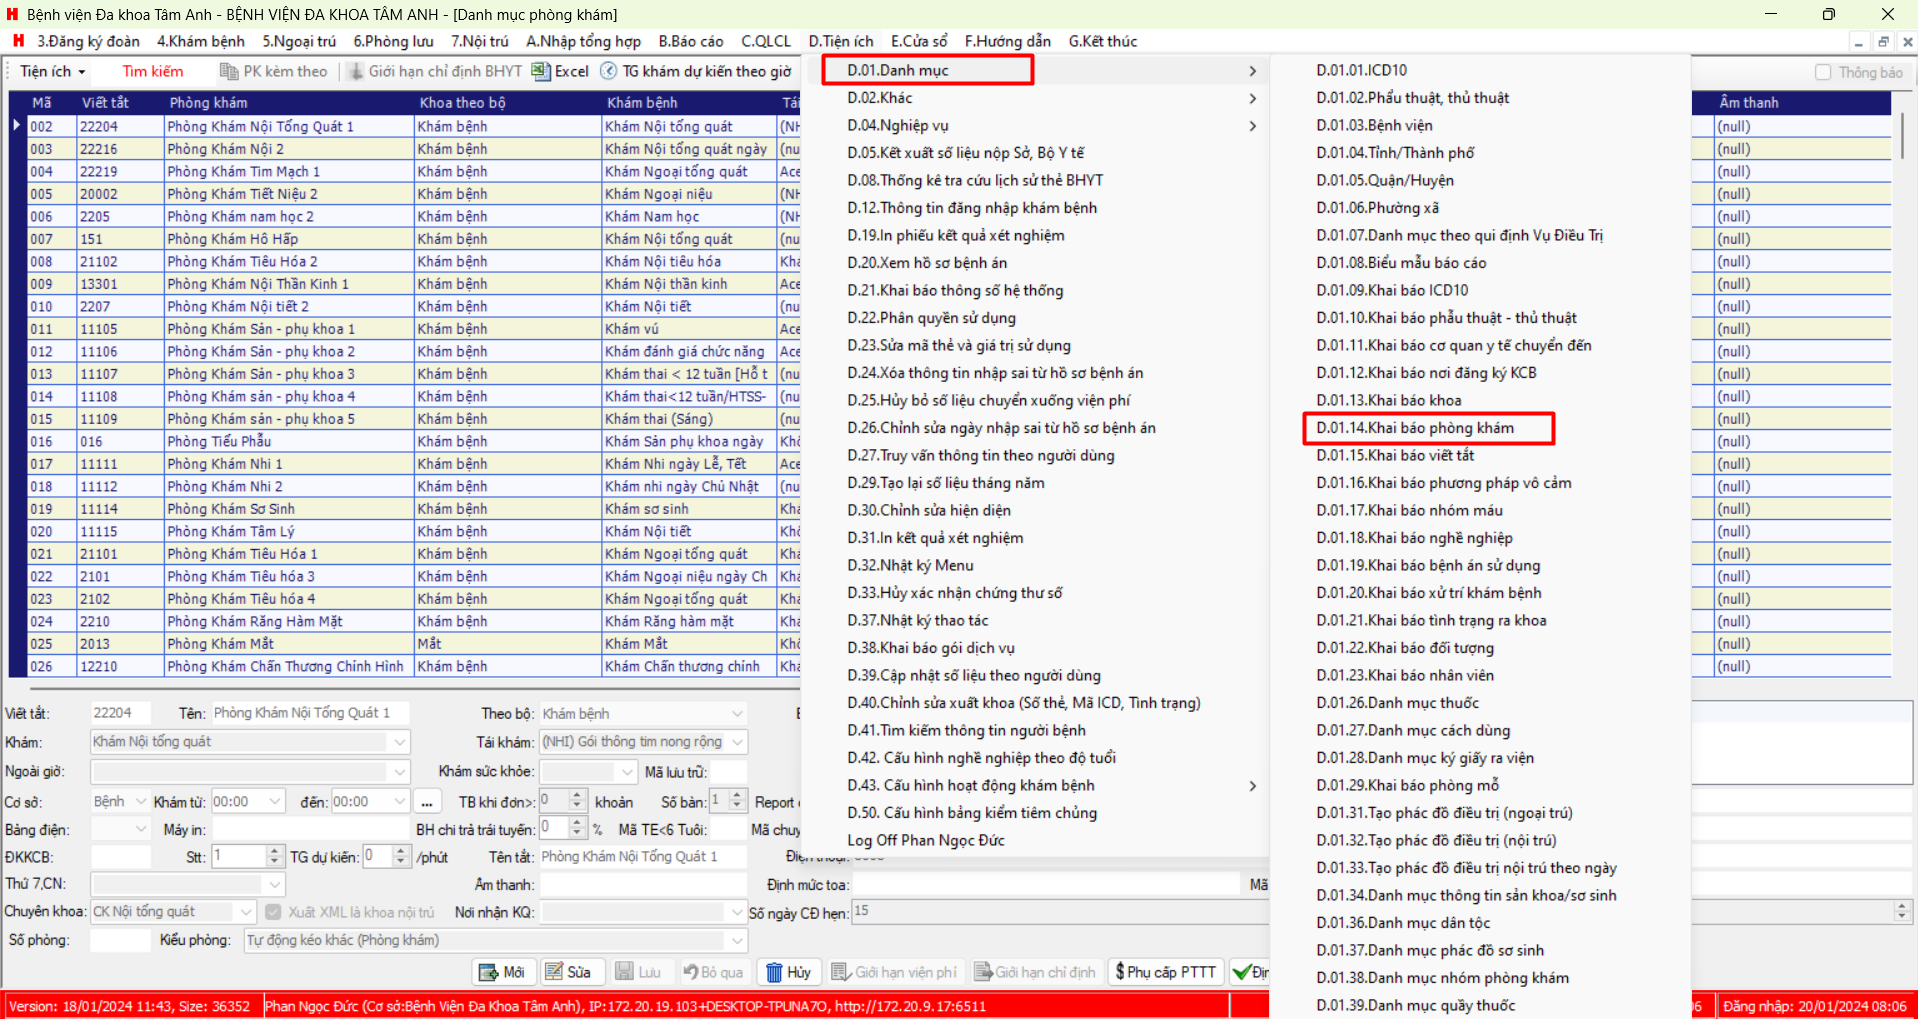 Bệnh viện Đa khoa Tâm Anh - BỆNH VIỆN ĐA KHOA TÂM ANH - [Danh mục phòng khám]
3.Đăng ký đoàn 4.Khám bệnh 5.Ngoại trú 6.Phòng lưu 7.Nội trú A.Nhập tổng hợp B.Báo cáo C.QLCL D.Tiện ích E.Cửa sổ F.Hướng dẫn G.Kết thúc
Tiện ích Tìm kiếm PK kèm theo Giới hạn chỉ định BHYT Excel TG khám dự kiến theo giờ Thông báo
Mã Viết tắt Phòng khám Khoa theo bộ Khám bệnh Tái Âm thanh
002 22204 Phòng Khám Nội Tổng Quát 1 Khám bệnh Khám Nội tổng quát (NH (null)
003 22216 Phòng Khám Nội 2 Khám bệnh Khám Nội tổng quát ngày (nu (null)
004 22219 Phòng Khám Tim Mạch 1 Khám bệnh Khám Ngoại tổng quát Ace (null)
005 20002 Phòng Khám Tiết Niệu 2 Khám bệnh Khám Ngoại niệu (NH (null)
006 2205 Phòng Khám nam học 2 Khám bệnh Khám Nam học (NH (null)
007 151 Phòng Khám Hô Hấp Khám bệnh Khám Nội tổng quát (nu (null)
008 21102 Phòng Khám Tiêu Hóa 2 Khám bệnh Khám Nội tiêu hóa Khá (null)
009 13301 Phòng Khám Nội Thần Kinh 1 Khám bệnh Khám Nội thần kinh Ace (null)
010 2207 Phòng Khám Nội tiết 2 Khám bệnh Khám Nội tiết (nu (null)
011 11105 Phòng Khám Sản - phụ khoa 1 Khám bệnh Khám vú Ace (null)
012 11106 Phòng Khám Sản - phụ khoa 2 Khám bệnh Khám đánh giá chức năng Ace (null)
013 11107 Phòng Khám Sản - phụ khoa 3 Khám bệnh Khám thai < 12 tuần [Hỗ t (nu (null)
014 11108 Phòng Khám sản - phụ khoa 4 Khám bệnh Khám thai<12 tuần/HTSS- (nu (null)
015 11109 Phòng Khám sản - phụ khoa 5 Khám bệnh Khám thai (Sáng) (nu (null)
016 016 Phòng Tiểu Phẫu Khám bệnh Khám Sản phụ khoa ngày Khô (null)
017 11111 Phòng Khám Nhi 1 Khám bệnh Khám Nhi ngày Lễ, Tết Ace (null)
018 11112 Phòng Khám Nhi 2 Khám bệnh Khám nhi ngày Chủ Nhật (nu (null)
019 11114 Phòng Khám Sơ Sinh Khám bệnh Khám sơ sinh Khá (null)
020 11115 Phòng Khám Tâm Lý Khám bệnh Khám Nội tiết Khô (null)
021 21101 Phòng Khám Tiêu Hóa 1 Khám bệnh Khám Ngoại tổng quát Ace (null)
022 2101 Phòng Khám Tiêu hóa 3 Khám bệnh Khám Ngoại niệu ngày Ch Khá (null)
023 2102 Phòng Khám Tiêu hóa 4 Khám bệnh Khám Ngoại tổng quát Khá (null)
024 2210 Phòng Khám Răng Hàm Mặt Khám bệnh Khám Răng hàm mặt Khá (null)
025 2013 Phòng Khám Mắt Mắt Khám Mắt Khô (null)
026 12210 Phòng Khám Chấn Thương Chỉnh Hình Khám bệnh Khám Chấn thương chỉnh Khá (null)
Viết tắt: 22204 Tên: Phòng Khám Nội Tổng Quát 1 Theo bộ: Khám bệnh
Khám: Khám Nội tổng quát Tái khám: (NHI) Gói thông tim nong rộng
Ngoài giờ: Khám sức khỏe: Mã lưu trữ:
Cơ sở: Bệnh Khám từ: 00:00 đến: 00:00 ... TB khi đơn>: 0 khoản Số bàn: 1 Report
Bảng điện: Máy in: BH chi trả trái tuyến: 0 % Mã TE<6 Tuổi: Mã chuy
ĐKKCB: Stt: 1 TG dự kiến: 0 /phút Tên tắt: Phòng Khám Nội Tổng Quát 1
Thứ 7,CN: Âm thanh: Định mức toa: Mã
Chuyên khoa: CK Nội tổng quát Xuất XML là khoa nội trú Nơi nhận KQ: Số ngày CĐ hẹn: 15
Số phòng: Kiểu phòng: Tự động kéo khác (Phòng khám)
Mới Sửa Lưu Bỏ qua Hủy Giới hạn viện phí Giới hạn chỉ định Phụ cấp PTTT Địn
D.01.Danh mục
D.02.Khác
D.04.Nghiệp vụ
D.05.Kết xuất số liệu nộp Sở, Bộ Y tế
D.08.Thống kê tra cứu lịch sử thẻ BHYT
D.12.Thông tin đăng nhập khám bệnh
D.19.In phiếu kết quả xét nghiệm
D.20.Xem hồ sơ bệnh án
D.21.Khai báo thông số hệ thống
D.22.Phân quyền sử dụng
D.23.Sửa mã thẻ và giá trị sử dụng
D.24.Xóa thông tin nhập sai từ hồ sơ bệnh án
D.25.Hủy bỏ số liệu chuyển xuống viện phí
D.26.Chỉnh sửa ngày nhập sai từ hồ sơ bệnh án
D.27.Truy vấn thông tin theo người dùng
D.29.Tạo lại số liệu tháng năm
D.30.Chỉnh sửa hiện diện
D.31.In kết quả xét nghiệm
D.32.Nhật ký Menu
D.33.Hủy xác nhận chứng thư số
D.37.Nhật ký thao tác
D.38.Khai báo gói dịch vụ
D.39.Cập nhật số liệu theo người dùng
D.40.Chỉnh sửa xuất khoa (Số thẻ, Mã ICD, Tình trạng)
D.41.Tìm kiếm thông tin người bệnh
D.42. Cấu hình nghề nghiệp theo độ tuổi
D.43. Cấu hình hoạt động khám bệnh
D.50. Cấu hình bảng kiểm tiêm chủng
Log Off Phan Ngọc Đức
D.01.01.ICD10
D.01.02.Phẩu thuật, thủ thuật
D.01.03.Bệnh viện
D.01.04.Tỉnh/Thành phố
D.01.05.Quận/Huyện
D.01.06.Phường xã
D.01.07.Danh mục theo qui định Vụ Điều Trị
D.01.08.Biểu mẫu báo cáo
D.01.09.Khai báo ICD10
D.01.10.Khai báo phẫu thuật - thủ thuật
D.01.11.Khai báo cơ quan y tế chuyển đến
D.01.12.Khai báo nơi đăng ký KCB
D.01.13.Khai báo khoa
D.01.14.Khai báo phòng khám
D.01.15.Khai báo viết tắt
D.01.16.Khai báo phương pháp vô cảm
D.01.17.Khai báo nhóm máu
D.01.18.Khai báo nghề nghiệp
D.01.19.Khai báo bệnh án sử dụng
D.01.20.Khai báo xử trí khám bệnh
D.01.21.Khai báo tình trạng ra khoa
D.01.22.Khai báo đối tượng
D.01.23.Khai báo nhân viên
D.01.26.Danh mục thuốc
D.01.27.Danh mục cách dùng
D.01.28.Danh mục ký giấy ra viện
D.01.29.Khai báo phòng mổ
D.01.31.Tạo phác đồ điều trị (ngoại trú)
D.01.32.Tạo phác đồ điều trị (nội trú)
D.01.33.Tạo phác đồ điều trị nội trú theo ngày
D.01.34.Danh mục thông tin sản khoa/sơ sinh
D.01.36.Danh mục dân tộc
D.01.37.Danh mục phác đồ sơ sinh
D.01.38.Danh mục nhóm phòng khám
D.01.39.Danh mục quầy thuốc
Version: 18/01/2024 11:43, Size: 36352 Phan Ngọc Đức (Cơ sở:Bệnh Viện Đa Khoa Tâm Anh), IP:172.20.19.103+DESKTOP-TPUNA7O, http://172.20.9.17:6511 06 Đăng nhập: 20/01/2024 08:06